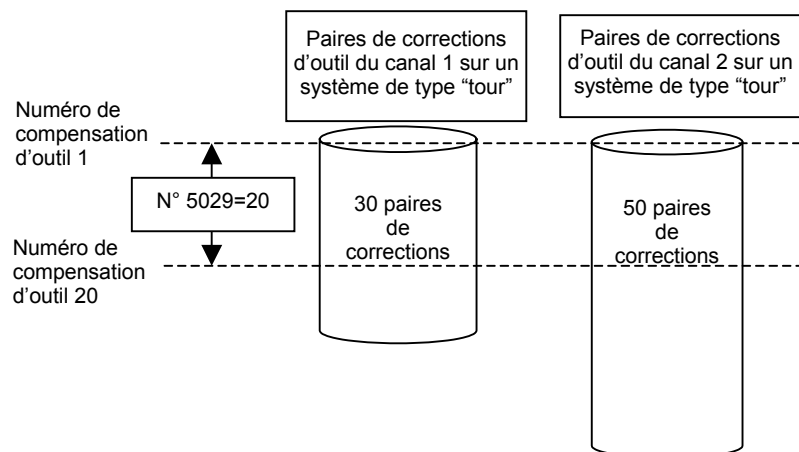 Paires de corrections
d’outil du canal 1 sur un
système de type “tour”
Paires de corrections
d’outil du canal 2 sur un
système de type “tour”
Numéro de
compensation
d’outil 1
N° 5029=20
30 paires
de
corrections
50 paires
de
corrections
Numéro de
compensation
d’outil 20